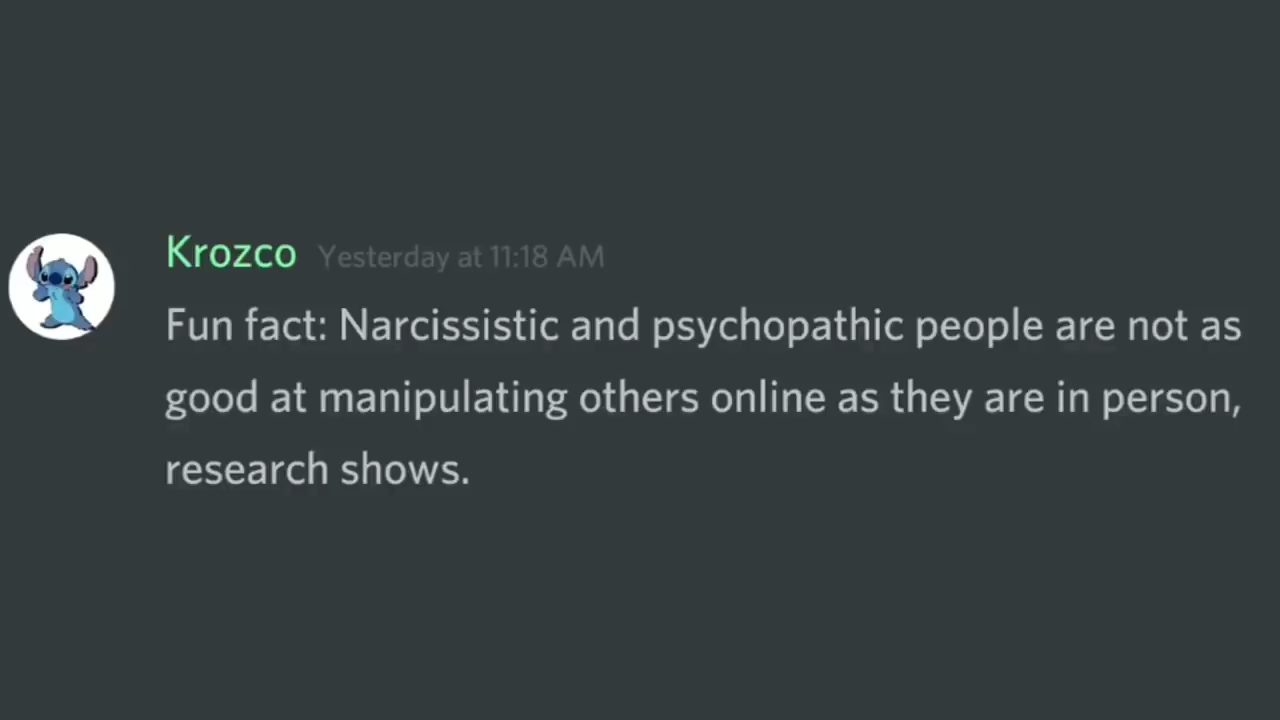 Krozco Yesterday at 11:18 AM
Fun fact: Narcissistic and psychopathic people are not as
good at manipulating others online as they are in person,
research shows.